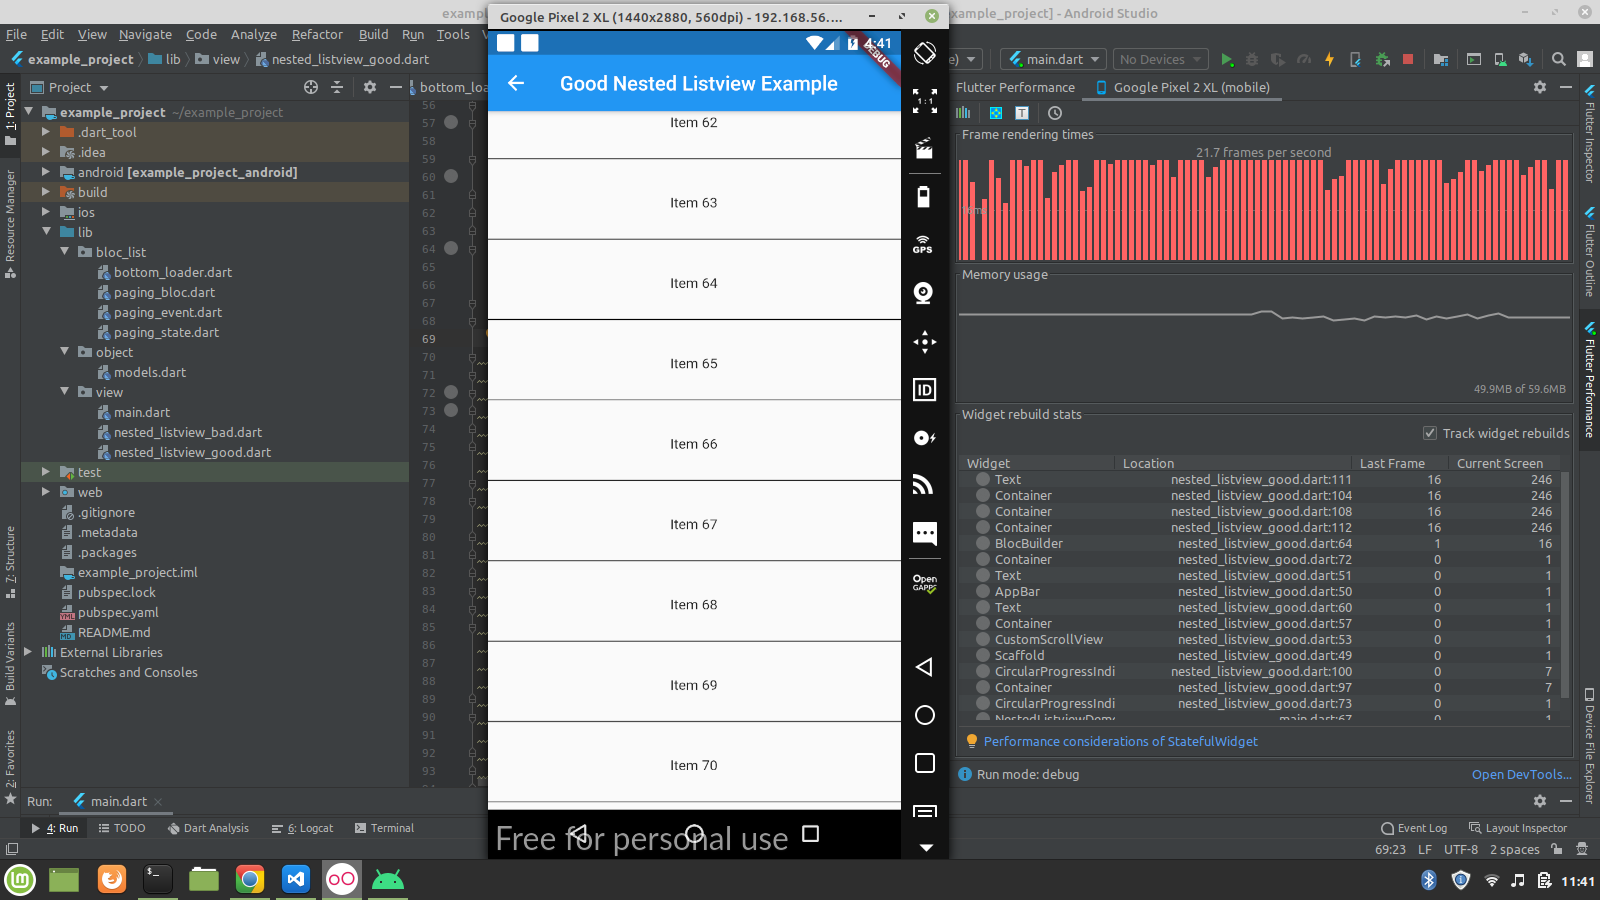 example_project] - Android Studio
File Edit View Navigate Code Analyze Refactor Build Run Tools
example_project lib view nested_listview_good.dart
main.dart No Devices
Project
1: Project
Resource Manager
7: Structure
Build Variants
2: Favorites
example_project ~/example_project
.dart_tool
.idea
android [example_project_android]
build
ios
lib
bloc_list
bottom_loader.dart
paging_bloc.dart
paging_event.dart
paging_state.dart
object
models.dart
view
main.dart
nested_listview_bad.dart
nested_listview_good.dart
test
web
.gitignore
.metadata
.packages
example_project.iml
pubspec.lock
pubspec.yaml
README.md
External Libraries
Scratches and Consoles
56
57
58
59
60
61
62
63
64
65
66
67
68
69
70
71
72
73
74
75
76
77
78
79
80
81
82
83
84
85
86
87
88
89
90
91
92
93
Google Pixel 2 XL (1440x2880, 560dpi) - 192.168.56....
4:41
DEBUG
Good Nested Listview Example
Item 62
Item 63
Item 64
Item 65
Item 66
Item 67
Item 68
Item 69
Item 70
Free for personal use
1 : 1
GPS
ID
Open
GAPPS
Flutter Performance Google Pixel 2 XL (mobile)
Frame rendering times
21.7 frames per second
Memory usage
49.9MB of 59.6MB
Widget rebuild stats
Track widget rebuilds
Widget Location Last Frame Current Screen
Text nested_listview_good.dart:111 16 246
Container nested_listview_good.dart:104 16 246
Container nested_listview_good.dart:108 16 246
Container nested_listview_good.dart:112 16 246
BlocBuilder nested_listview_good.dart:64 1 16
Container nested_listview_good.dart:72 0 1
Text nested_listview_good.dart:51 0 1
AppBar nested_listview_good.dart:50 0 1
Text nested_listview_good.dart:60 0 1
Container nested_listview_good.dart:57 0 1
CustomScrollView nested_listview_good.dart:53 0 1
Scaffold nested_listview_good.dart:49 0 1
CircularProgressIndi nested_listview_good.dart:100 0 7
Container nested_listview_good.dart:97 0 7
CircularProgressIndi nested_listview_good.dart:73 0 1
NestedListviewDemo main.dart:67 0 1
Performance considerations of StatefulWidget
Run mode: debug Open DevTools...
Flutter Inspector
Flutter Outline
Flutter Performance
Device File Explorer
Run: main.dart
4: Run TODO Dart Analysis 6: Logcat Terminal
Event Log Layout Inspector
69:23 LF UTF-8 2 spaces
11:41